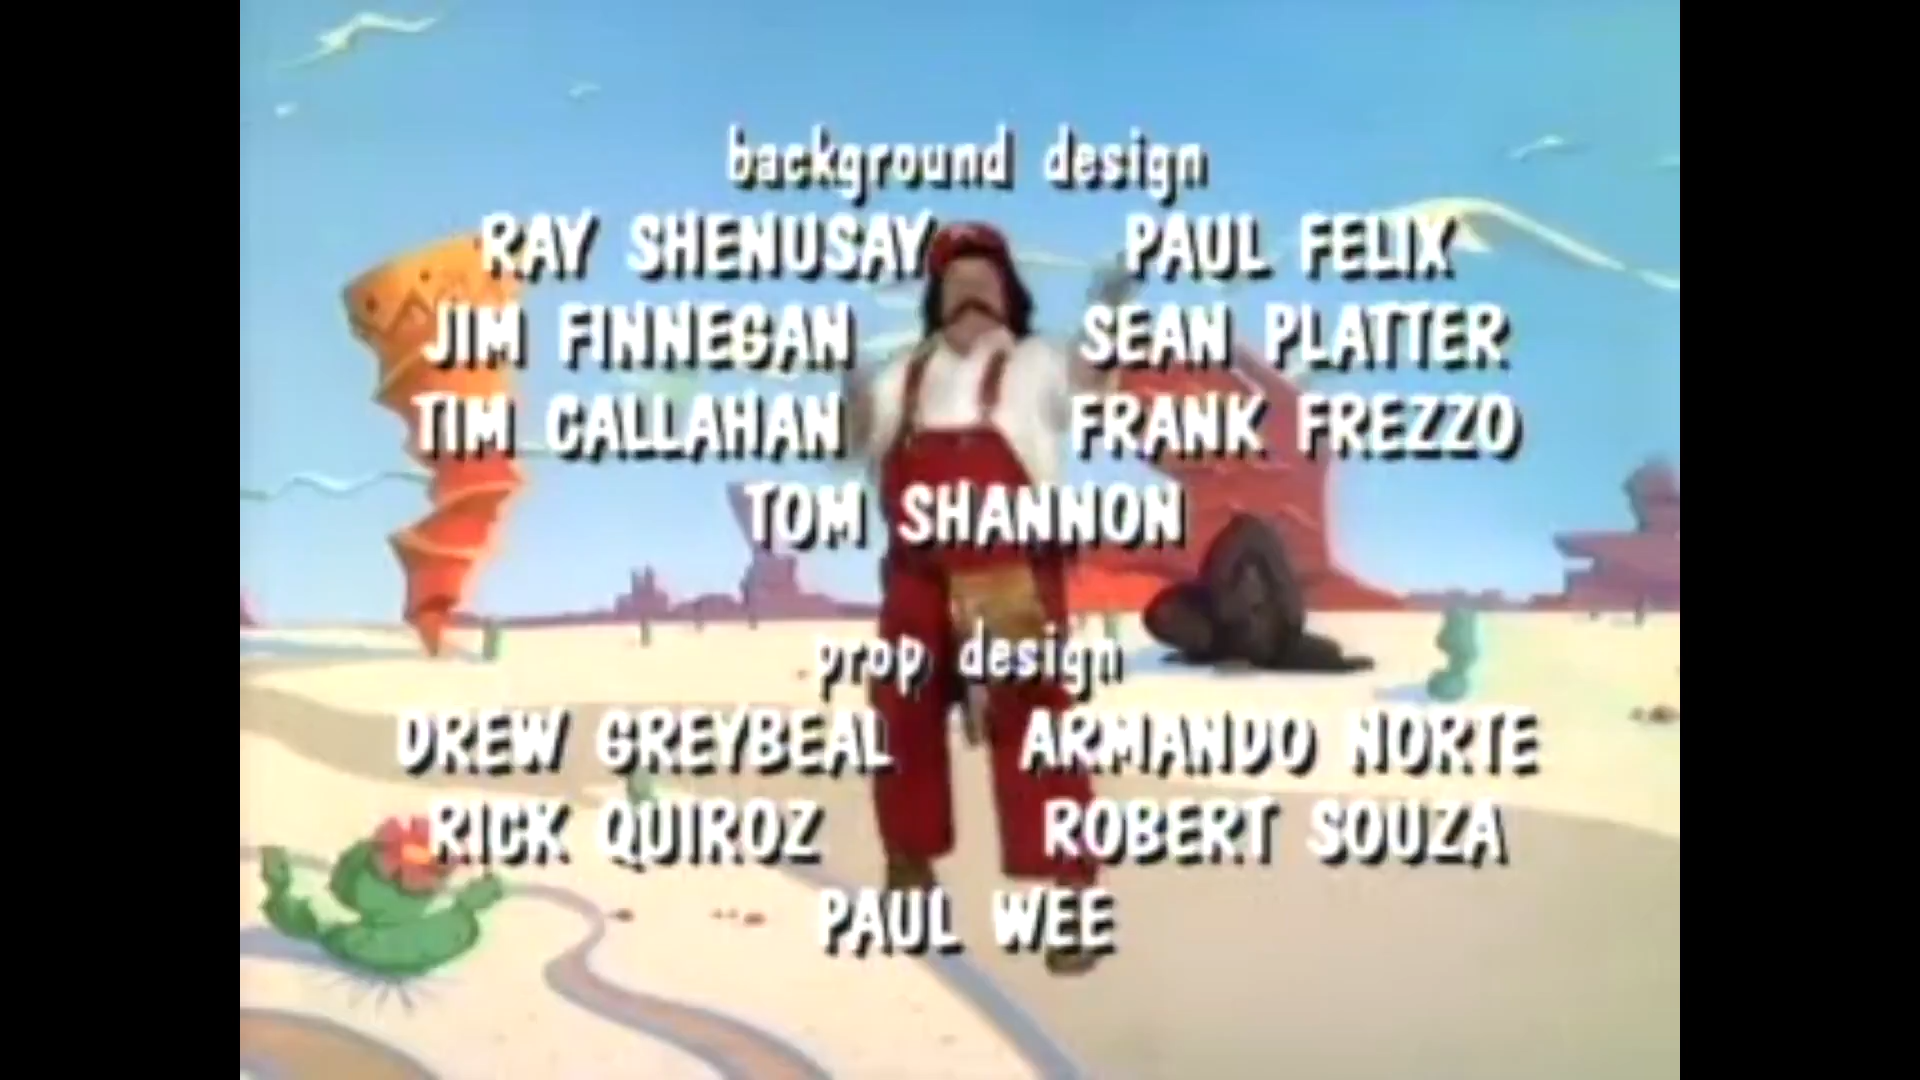 background design
RAY SHENUSAY PAUL FELIX
JIM FINNEGAN SEAN PLATTER
TIM CALLAHAN FRANK FREZZO
TOM SHANNON
prop design
DREW GREYBEAL ARMANDO NORTE
RICK QUIROZ ROBERT SOUZA
PAUL WEE